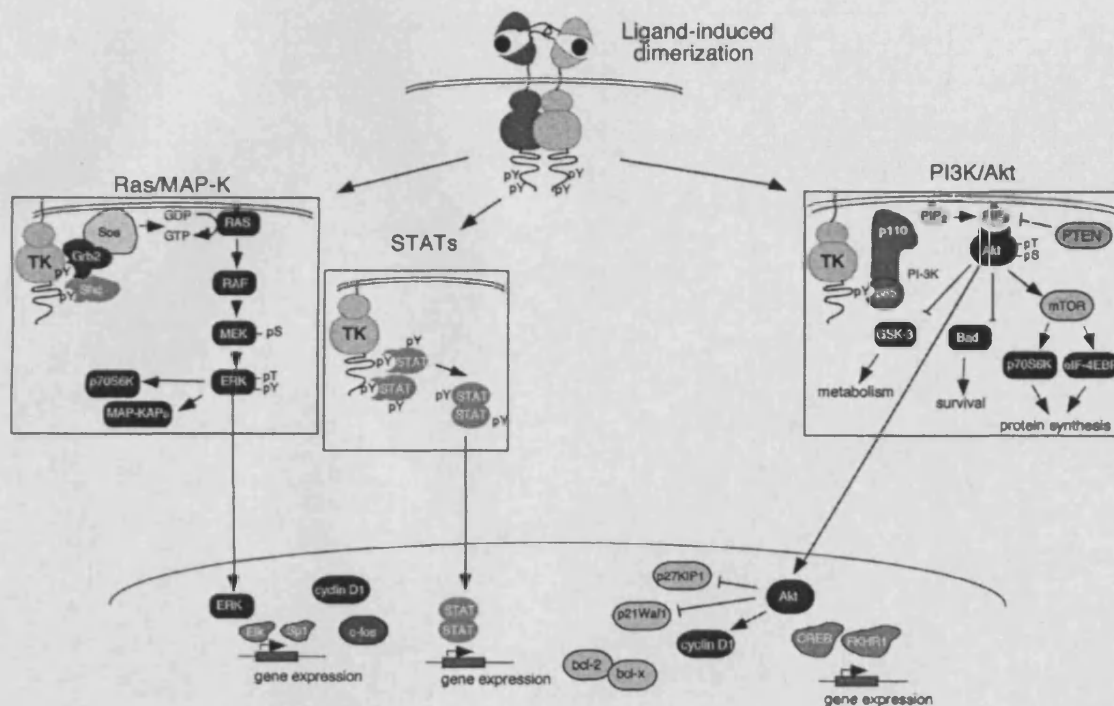 Ligand-induced
dimerization
pY
pY
pY
pY
Ras/MAP-K
TK
pY
pY
Grb2
Shc
Sos
GDP
GTP
RAS
RAF
MEK
pS
ERK
pT
pY
p70S6K
STATs
TK
pY
pY
STAT
STAT
pY
pY
STAT
STAT
pY
PI3K/Akt
TK
pY
p110
p85
PI-3K
PIP2
Akt
pT
pS
PTEN
GSK-3
metabolism
Bad
survival
mTOR
p70S6K
eIF-4EBP
protein synthesis
ERK
Elk
Sp1
cyclin D1
c-fos
gene expression
STAT
STAT
gene expression
p27KIP1
p21Waf1
Akt
cyclin D1
bcl-2
bcl-x
CREB
FKHR1
gene expression